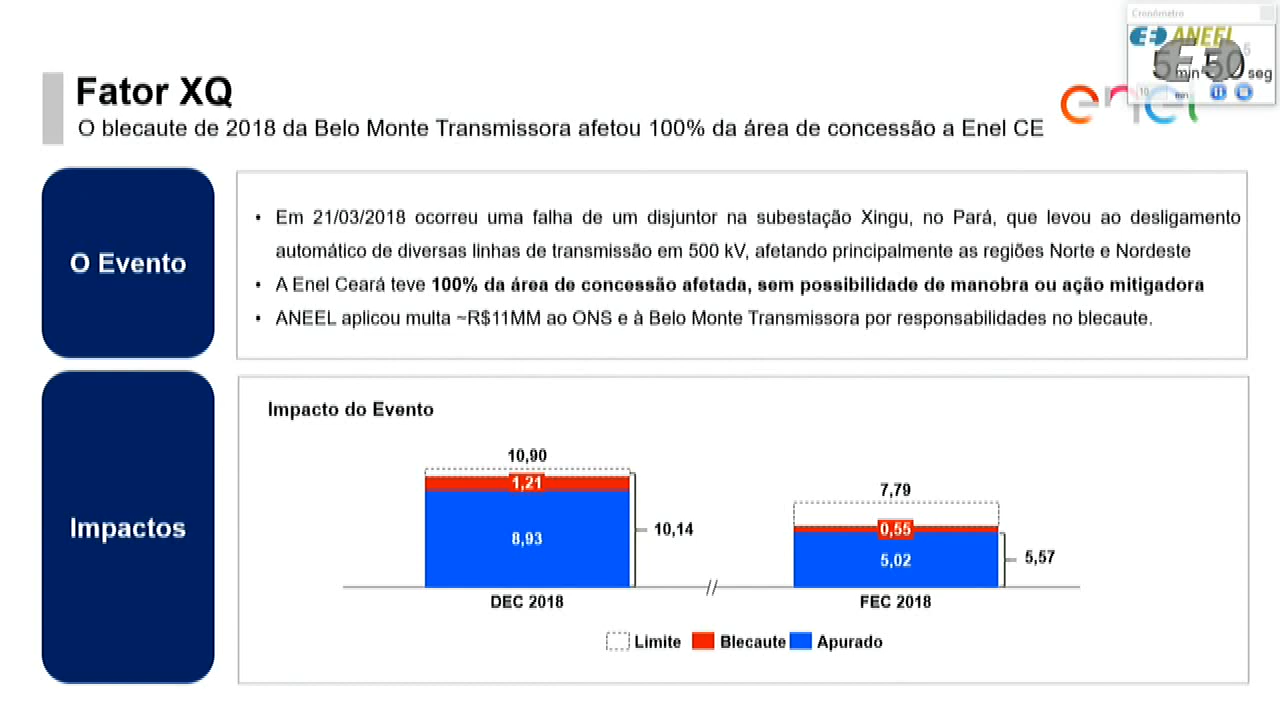 Cronômetro
ANEEL
5 min 50 seg
10 min
Fator XQ
enel
O blecaute de 2018 da Belo Monte Transmissora afetou 100% da área de concessão a Enel CE
O Evento
• Em 21/03/2018 ocorreu uma falha de um disjuntor na subestação Xingu, no Pará, que levou ao desligamento
automático de diversas linhas de transmissão em 500 kV, afetando principalmente as regiões Norte e Nordeste
• A Enel Ceará teve 100% da área de concessão afetada, sem possibilidade de manobra ou ação mitigadora
• ANEEL aplicou multa ~R$11MM ao ONS e à Belo Monte Transmissora por responsabilidades no blecaute.
Impactos
Impacto do Evento
10,90
1,21
8,93
10,14
DEC 2018
7,79
0,55
5,02
5,57
FEC 2018
Limite Blecaute Apurado